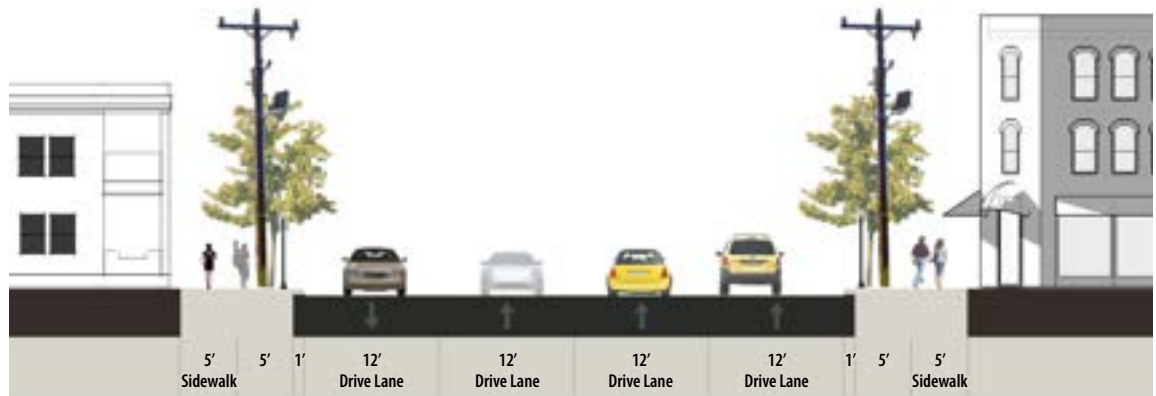 5’ 5’ 1’ 12’ 12’ 12’ 12’ 1’ 5’ 5’
Sidewalk Drive Lane Drive Lane Drive Lane Drive Lane Sidewalk